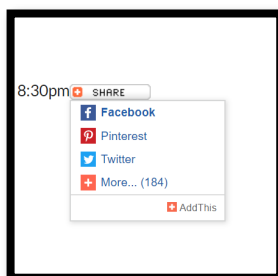 8:30pm SHARE
Facebook
Pinterest
Twitter
More... (184)
AddThis